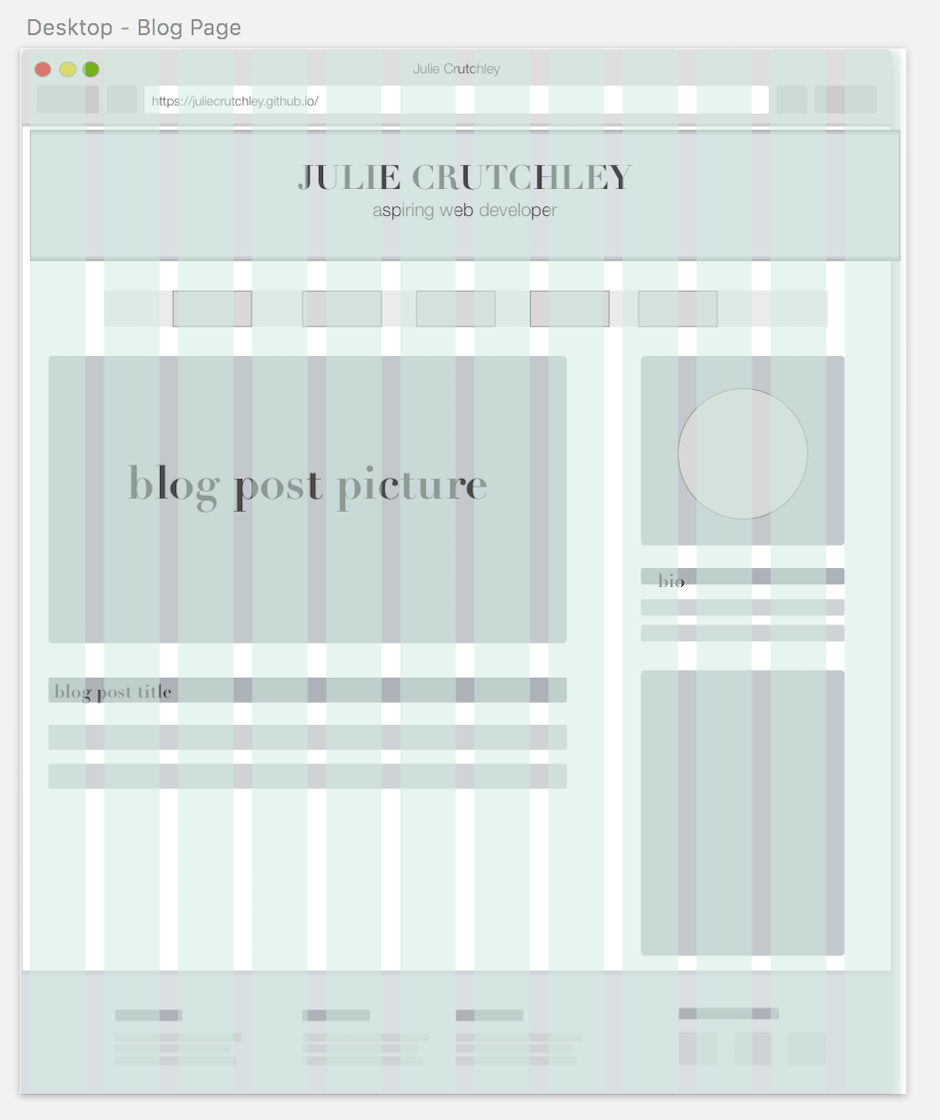 Desktop - Blog Page
Julie Crutchley
https://juliecrutchley.github.io/
JULIE CRUTCHLEY
aspiring web developer
blog post picture
bio
blog post title